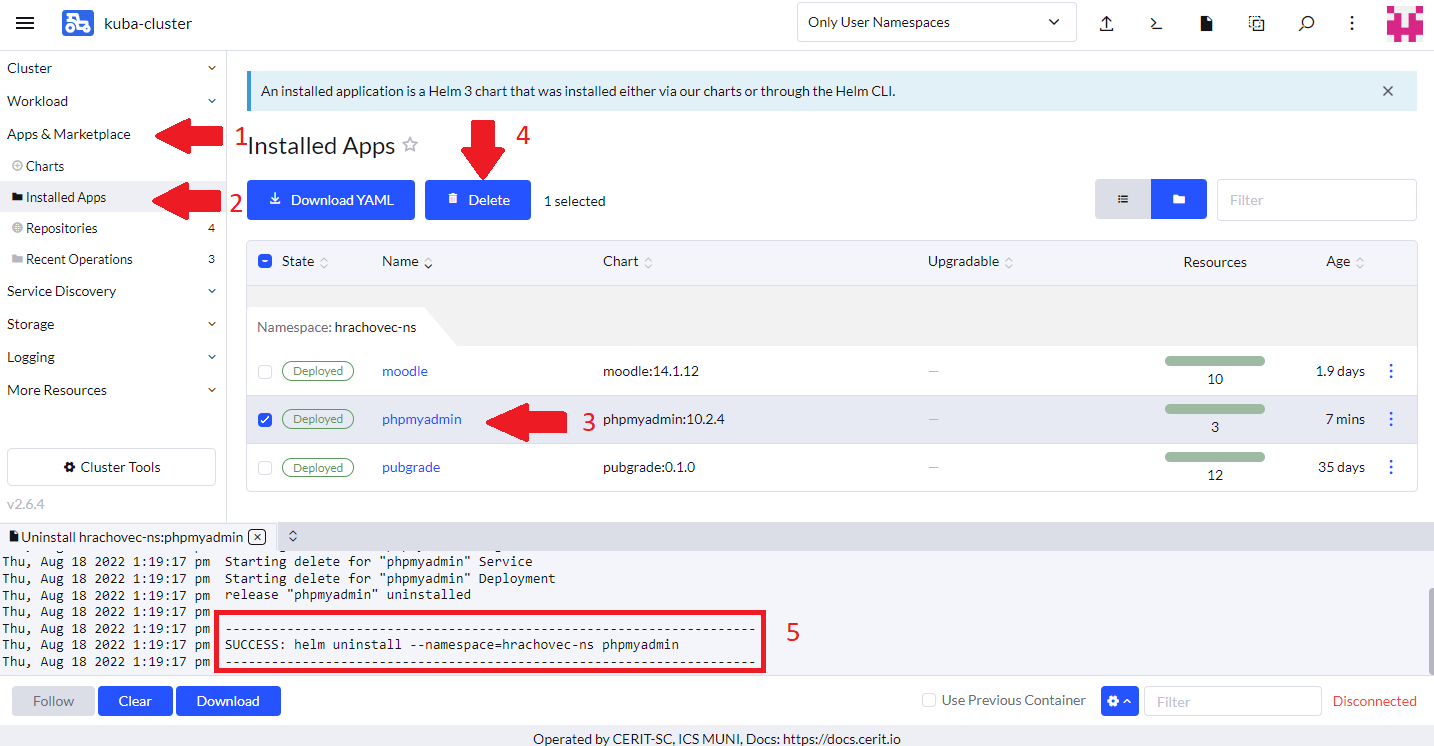 kuba-cluster
Only User Namespaces
Cluster
Workload
Apps & Marketplace
1
Charts
Installed Apps
2
Repositories 4
Recent Operations 3
Service Discovery
Storage
Logging
More Resources
Cluster Tools
v2.6.4
An installed application is a Helm 3 chart that was installed either via our charts or through the Helm CLI.
Installed Apps
4
Download YAML Delete 1 selected Filter
State Name Chart Upgradable Resources Age
Namespace: hrachovec-ns
Deployed moodle moodle:14.1.12 — 10 1.9 days
Deployed phpmyadmin 3 phpmyadmin:10.2.4 — 3 7 mins
Deployed pubgrade pubgrade:0.1.0 — 12 35 days
Uninstall hrachovec-ns:phpmyadmin
Thu, Aug 18 2022 1:19:17 pm Starting delete for "phpmyadmin" Service
Thu, Aug 18 2022 1:19:17 pm Starting delete for "phpmyadmin" Deployment
Thu, Aug 18 2022 1:19:17 pm release "phpmyadmin" uninstalled
Thu, Aug 18 2022 1:19:17 pm
Thu, Aug 18 2022 1:19:17 pm ---------------------------------------------------------------------
Thu, Aug 18 2022 1:19:17 pm SUCCESS: helm uninstall --namespace=hrachovec-ns phpmyadmin
Thu, Aug 18 2022 1:19:17 pm ---------------------------------------------------------------------
5
Follow Clear Download Use Previous Container Filter Disconnected
Operated by CERIT-SC, ICS MUNI, Docs: https://docs.cerit.io